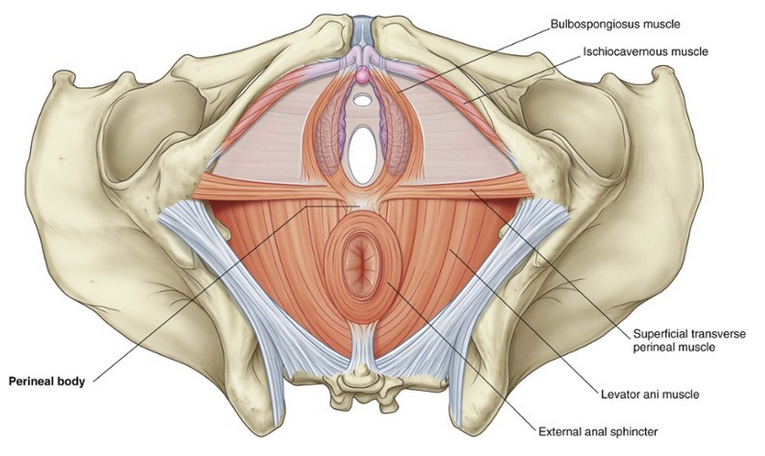 Bulbospongiosus muscle
Ischiocavernous muscle
Superficial transverse
perineal muscle
Perineal body
Levator ani muscle
External anal sphincter